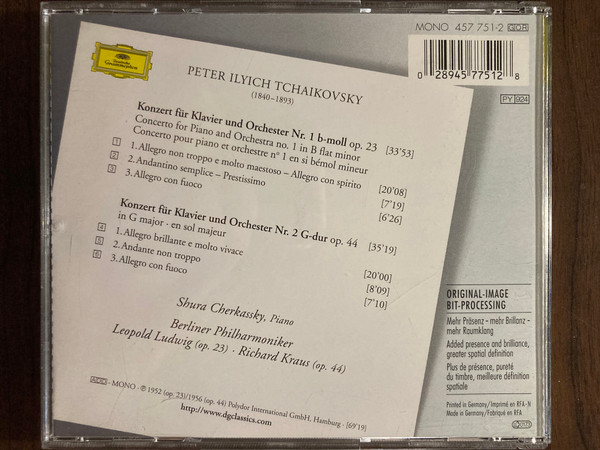 MONO 457 751-2 GOR
0 28945 77512 8
PY 924
Deutsche
Grammophon
PETER ILYICH TCHAIKOVSKY
(1840–1893)
Konzert für Klavier und Orchester Nr. 1 b-moll op. 23 [33'53]
Concerto for Piano and Orchestra no. 1 in B flat minor
Concerto pour piano et orchestre n° 1 en si bémol mineur
1 1. Allegro non troppo e molto maestoso – Allegro con spirito [20'08]
2 2. Andantino semplice – Prestissimo [7'19]
3 3. Allegro con fuoco [6'26]
Konzert für Klavier und Orchester Nr. 2 G-dur op. 44 [35'19]
in G major · en sol majeur
4 1. Allegro brillante e molto vivace [20'00]
5 2. Andante non troppo [8'09]
6 3. Allegro con fuoco [7'10]
Shura Cherkassky, Piano
Berliner Philharmoniker
Leopold Ludwig (op. 23) · Richard Kraus (op. 44)
ADD · MONO · ℗ 1952 (op. 23)/1956 (op. 44) Polydor International GmbH, Hamburg · [69'19]
http://www.dgclassics.com
ORIGINAL-IMAGE
BIT-PROCESSING
Mehr Präsenz – mehr Brillanz –
mehr Raumklang
Added presence and brilliance,
greater spatial definition
Plus de présence, pureté
du timbre, meilleure définition
spatiale
Printed in Germany/Imprimé en RFA-N
Made in Germany/Fabriqué en RFA